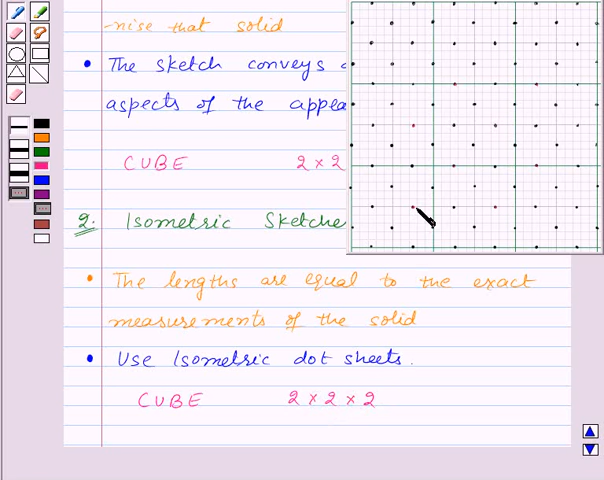 -nise that solid
• The sketch conveys
aspects of the appea
CUBE 2 × 2
2. Isometric Sketche
• The lengths are equal to the exact
measurements of the solid
• Use Isometric dot sheets.
CUBE 2 × 2 × 2